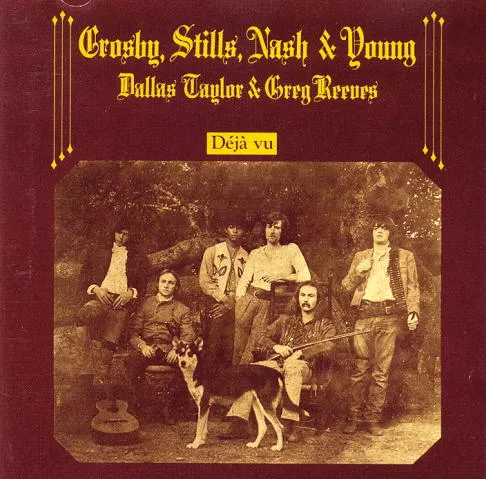 Crosby, Stills, Nash & Young
Dallas Taylor & Greg Reeves
Déjà vu